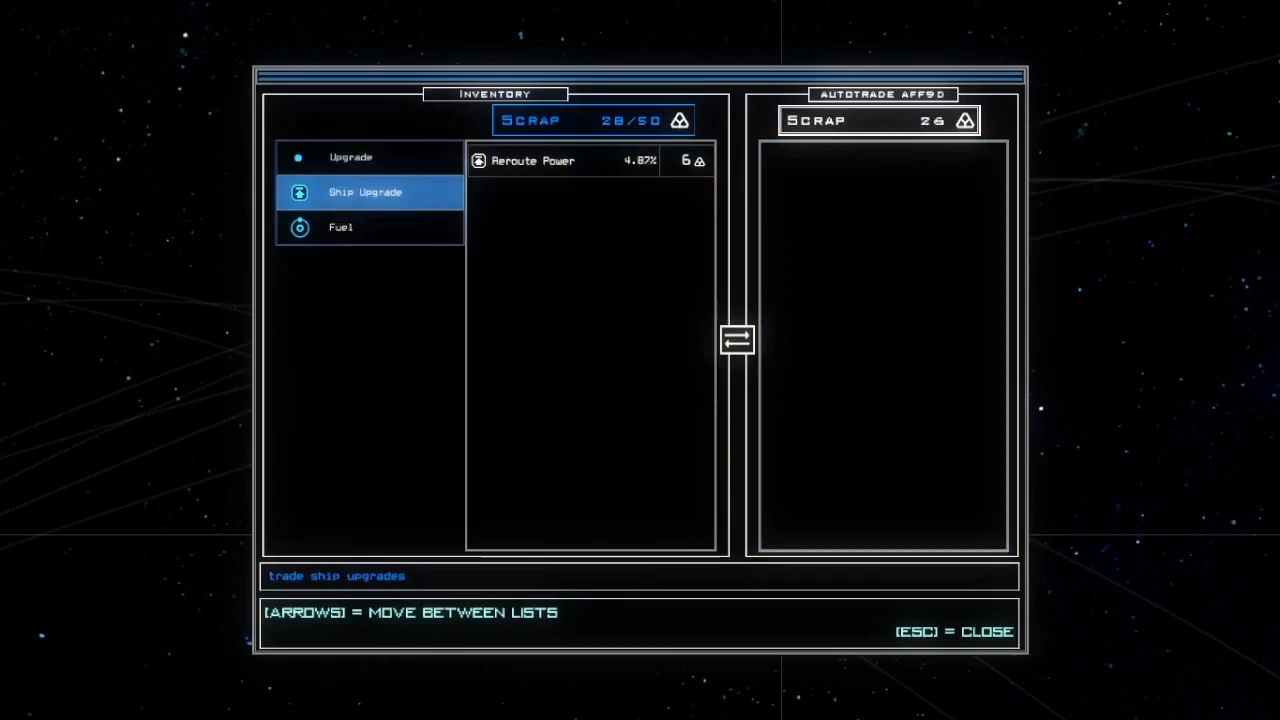 INVENTORY
SCRAP 28/50
Upgrade
Ship Upgrade
Fuel
Reroute Power 4.87% 6
AUTOTRADE AFF9D
SCRAP 26
trade ship upgrades
[ARROWS] = MOVE BETWEEN LISTS
[ESC] = CLOSE